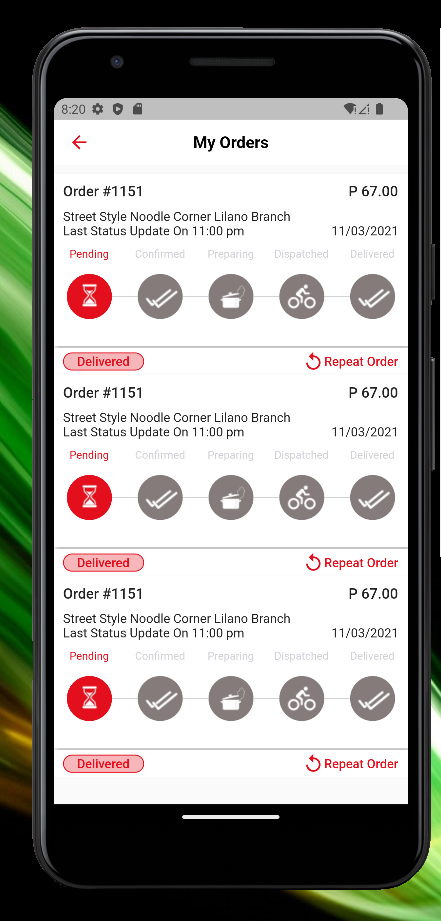 8:20
My Orders
Order #1151 P 67.00
Street Style Noodle Corner Lilano Branch
Last Status Update On 11:00 pm 11/03/2021
Pending Confirmed Preparing Dispatched Delivered
Delivered Repeat Order
Order #1151 P 67.00
Street Style Noodle Corner Lilano Branch
Last Status Update On 11:00 pm 11/03/2021
Pending Confirmed Preparing Dispatched Delivered
Delivered Repeat Order
Order #1151 P 67.00
Street Style Noodle Corner Lilano Branch
Last Status Update On 11:00 pm 11/03/2021
Pending Confirmed Preparing Dispatched Delivered
Delivered Repeat Order